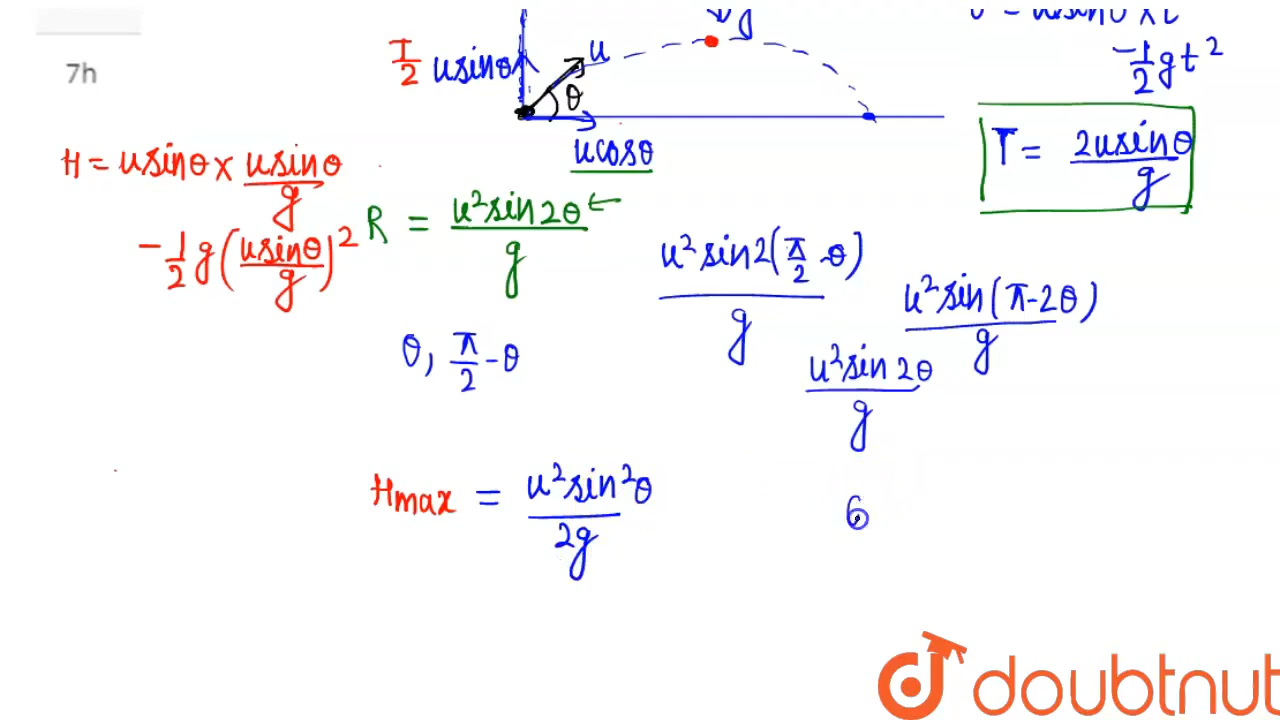 7h
T/2 usinθ
u
θ
g
ucosθ
-1/2 gt²
T = 2usinθ/g
H = usinθ × usinθ/g
-1/2 g(usinθ/g)²
R = u²sin2θ/g ←
u²sin2(π/2-θ)/g
u²sin(π-2θ)/g
u²sin2θ/g
θ, π/2-θ
Hmax = u²sin²θ/2g
6
doubtnut